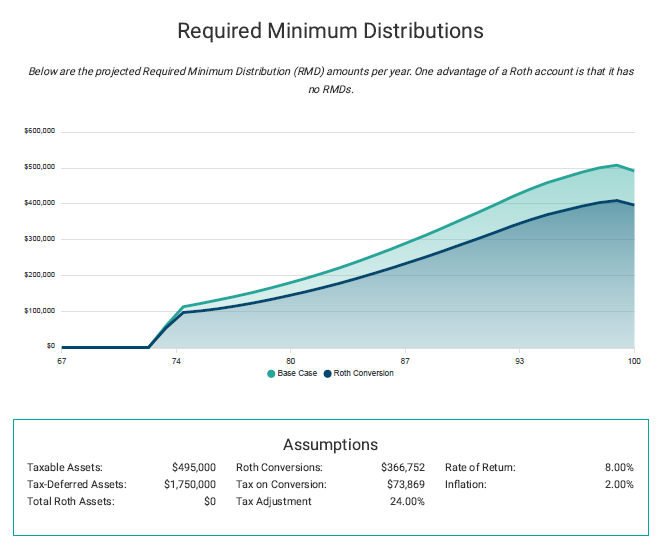 Required Minimum Distributions
Below are the projected Required Minimum Distribution (RMD) amounts per year. One advantage of a Roth account is that it has
no RMDs.
$600,000
$500,000
$400,000
$300,000
$200,000
$100,000
$0
67 74 80 87 93 100
Base Case Roth Conversion
Assumptions
Taxable Assets: $495,000 Roth Conversions: $366,752 Rate of Return: 8.00%
Tax-Deferred Assets: $1,750,000 Tax on Conversion: $73,869 Inflation: 2.00%
Total Roth Assets: $0 Tax Adjustment 24.00%